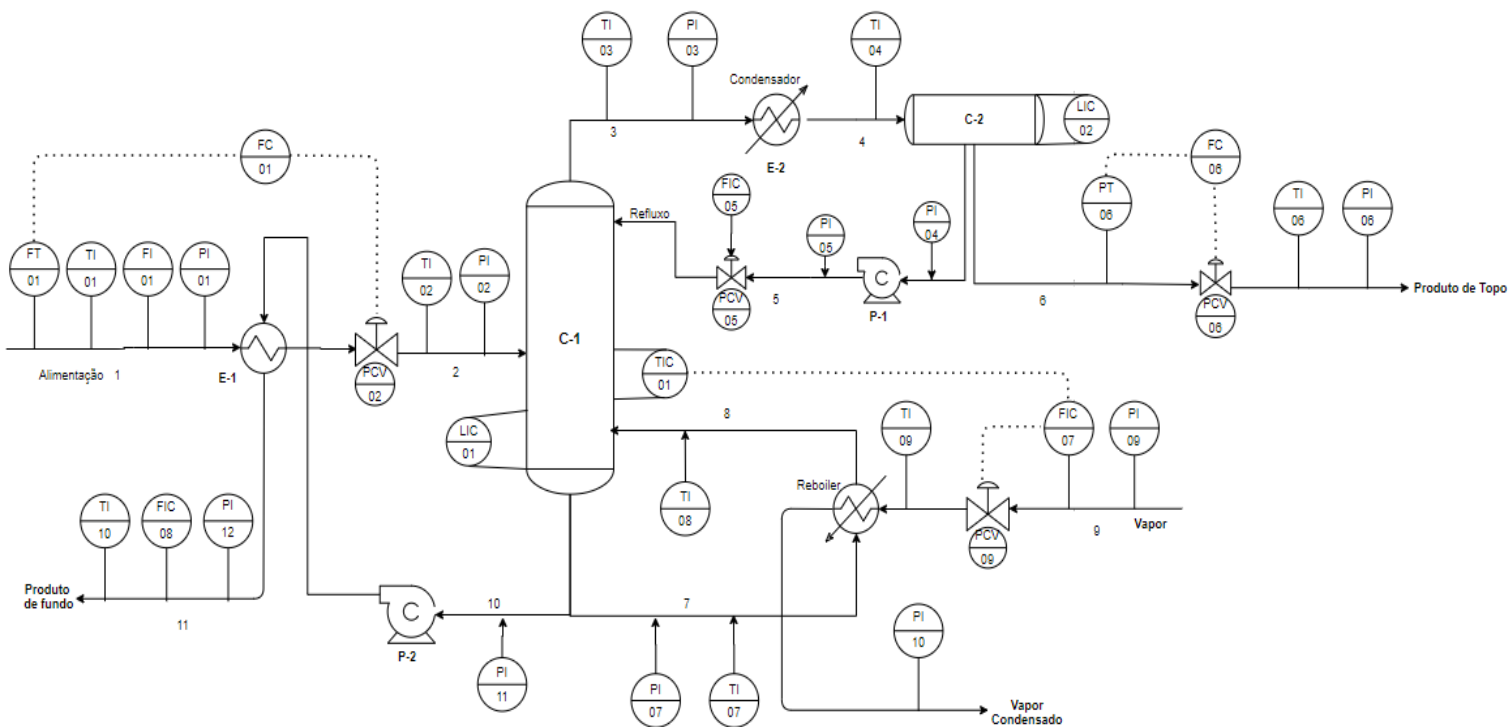 TI
03
PI
03
TI
04
Condensador
C-2
LIC
02
3
4
E-2
FC
01
FC
06
FIC
05
PT
06
TI
06
PI
06
Refluxo
PI
05
PI
04
FT
01
TI
01
FI
01
PI
01
TI
02
PI
02
PCV
05
5
P-1
6
PCV
06
Produto de Topo
C-1
Alimentação 1
E-1
PCV
02
2
TIC
01
8
LIC
01
TI
09
FIC
07
PI
09
Reboiler
TI
08
PCV
09
9
Vapor
TI
10
FIC
08
PI
12
Produto
de fundo
11
C
P-2
10
7
PI
11
PI
07
TI
07
PI
10
Vapor
Condensado
C